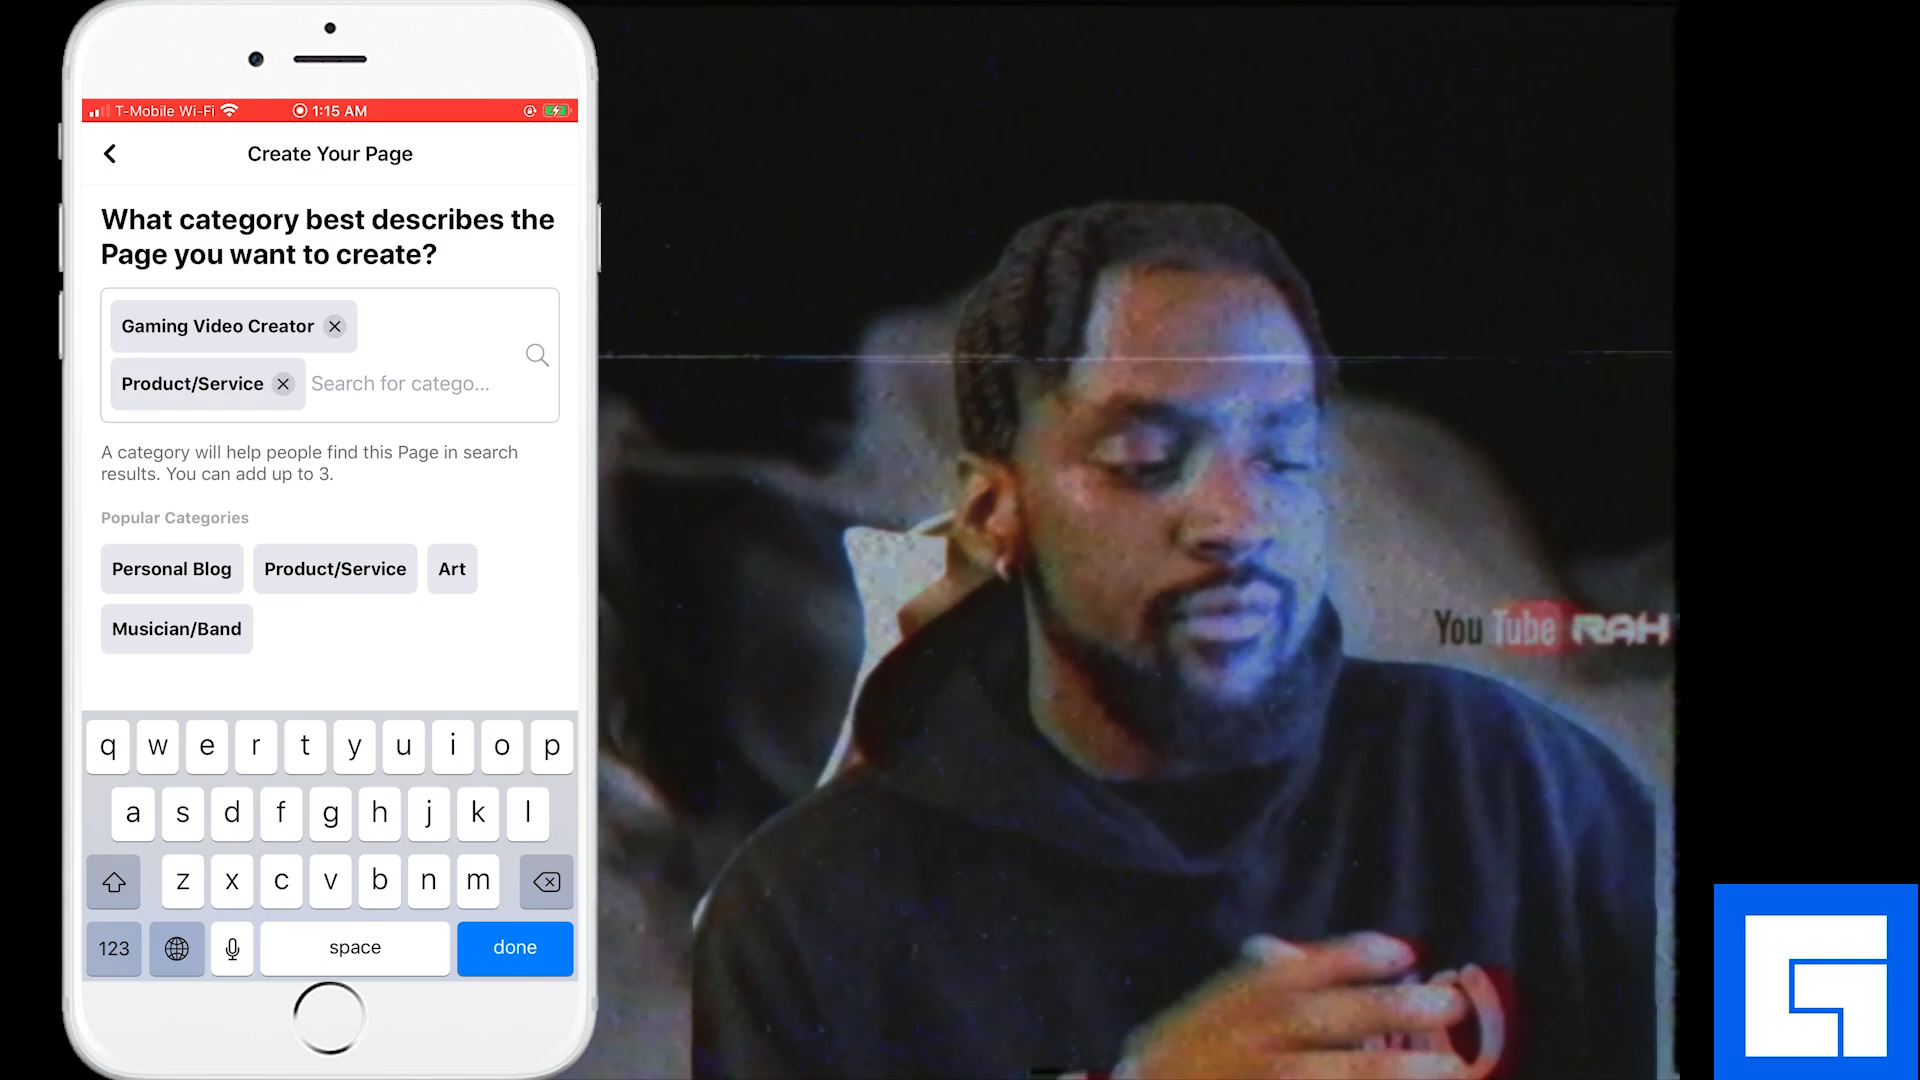 T-Mobile Wi-Fi 1:15 AM
Create Your Page
What category best describes the
Page you want to create?
Gaming Video Creator
Product/Service Search for catego...
A category will help people find this Page in search
results. You can add up to 3.
Popular Categories
Personal Blog Product/Service Art
Musician/Band
q w e r t y u i o p
a s d f g h j k l
z x c v b n m
123 space done
You Tube RAH